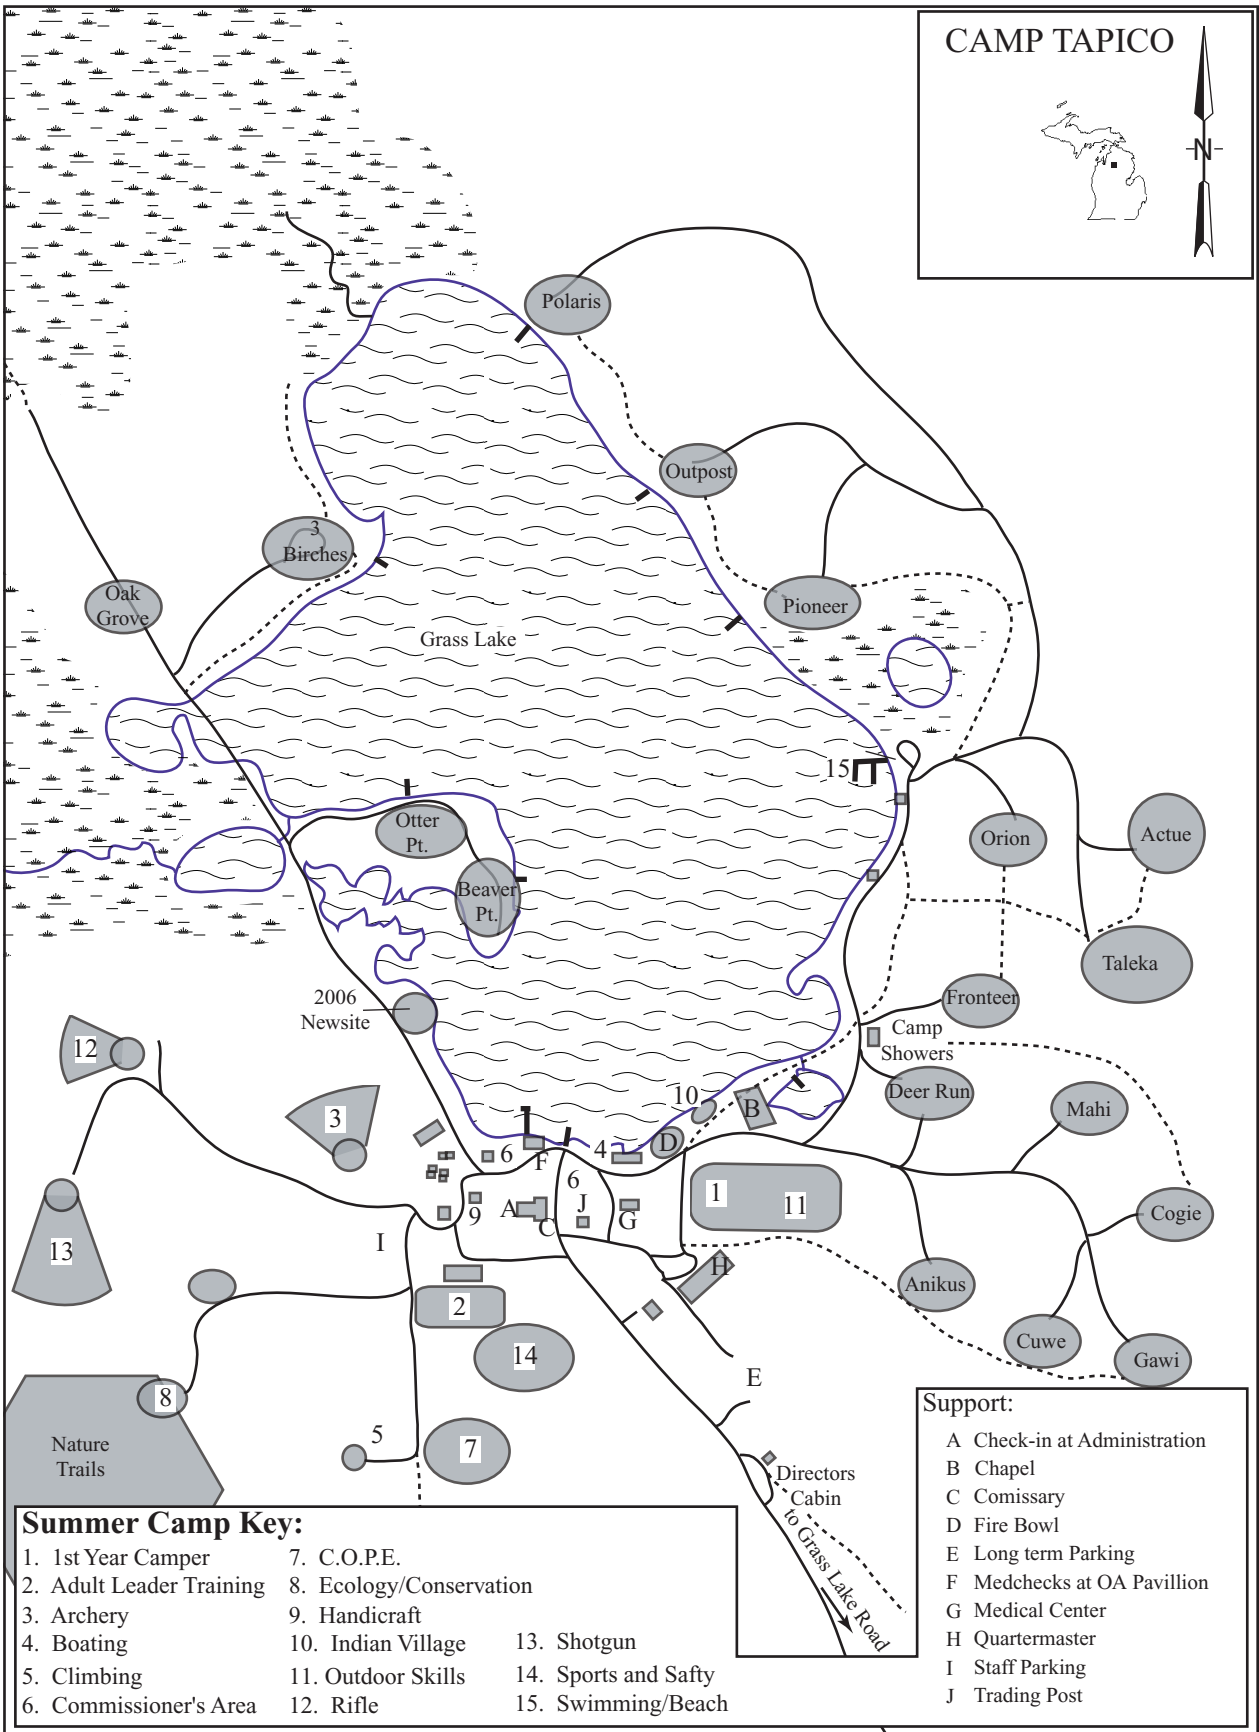 CAMP TAPICO
N
Polaris
Outpost
3
Birches
Oak
Grove
Pioneer
Grass Lake
15
Otter
Pt.
Orion
Actue
Beaver
Pt.
Taleka
2006
Newsite
Fronteer
Camp
Showers
12
Deer Run
10
B
Mahi
3
D
6
F
4
6
1
11
9
A
C
J
G
Cogie
13
I
H
Anikus
2
14
Cuwe
Gawi
E
8
5
7
Nature
Trails
Directors
Cabin
to Grass Lake Road
Summer Camp Key:
1. 1st Year Camper
2. Adult Leader Training
3. Archery
4. Boating
5. Climbing
6. Commissioner's Area
7. C.O.P.E.
8. Ecology/Conservation
9. Handicraft
10. Indian Village
11. Outdoor Skills
12. Rifle
13. Shotgun
14. Sports and Safty
15. Swimming/Beach
Support:
A Check-in at Administration
B Chapel
C Comissary
D Fire Bowl
E Long term Parking
F Medchecks at OA Pavillion
G Medical Center
H Quartermaster
I Staff Parking
J Trading Post